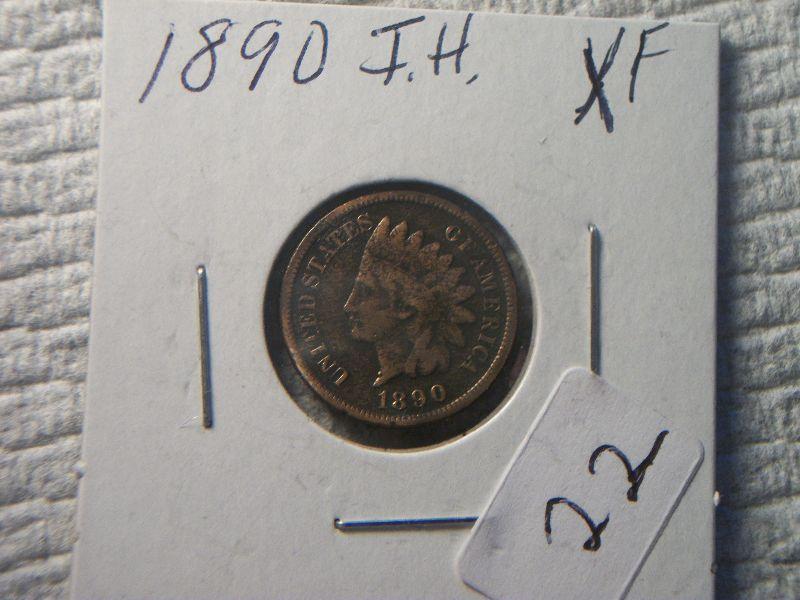 1890 I.H. XF
UNITED STATES OF AMERICA
1890
22